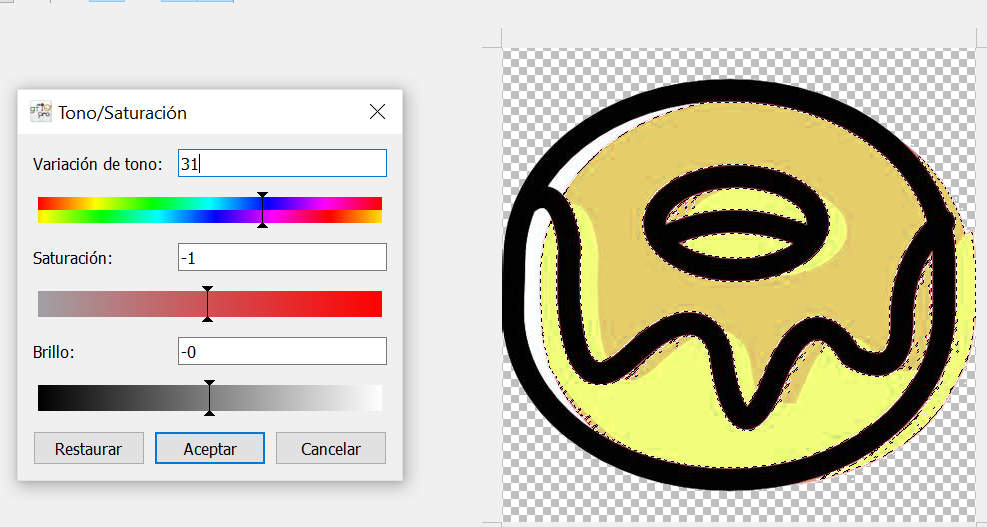 Tono/Saturación
Variación de tono: 31
Saturación: -1
Brillo: -0
Restaurar Aceptar Cancelar